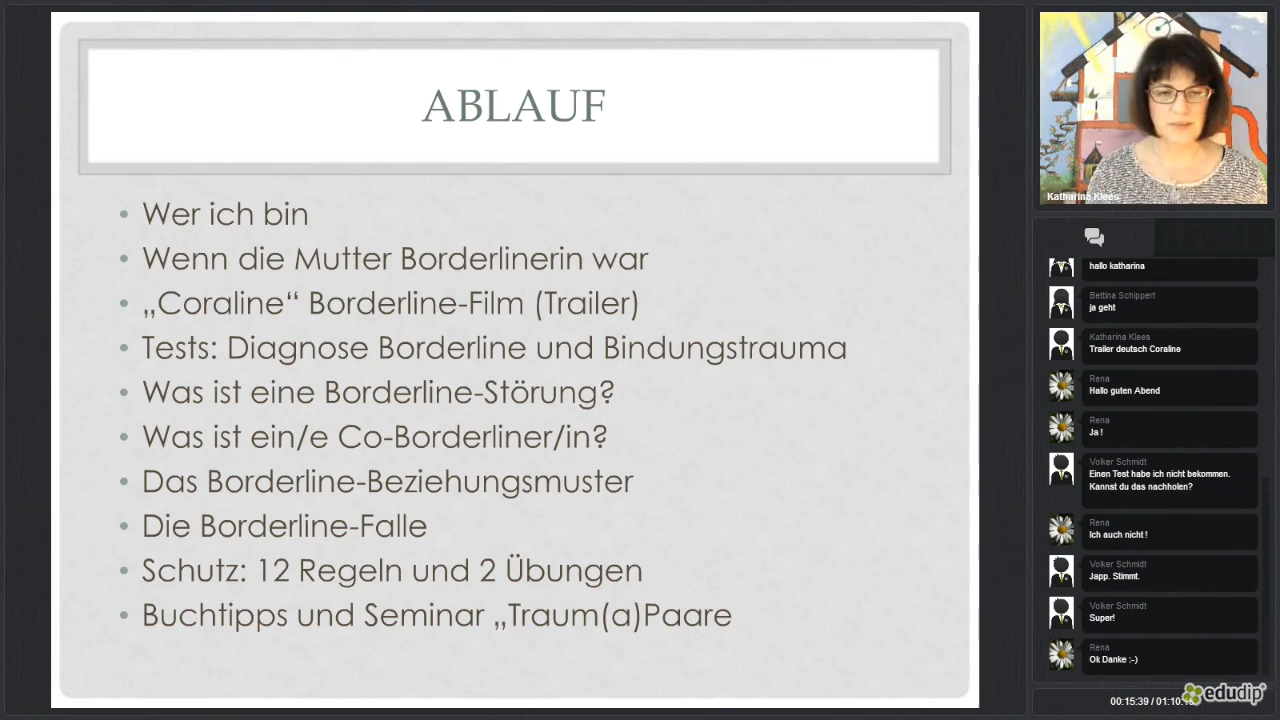 ABLAUF
• Wer ich bin
• Wenn die Mutter Borderlinerin war
• „Coraline“ Borderline-Film (Trailer)
• Tests: Diagnose Borderline und Bindungstrauma
• Was ist eine Borderline-Störung?
• Was ist ein/e Co-Borderliner/in?
• Das Borderline-Beziehungsmuster
• Die Borderline-Falle
• Schutz: 12 Regeln und 2 Übungen
• Buchtipps und Seminar „Traum(a)Paare
Katharina Klees
hallo katharina
Bettina Schippert
ja geht
Katharina Klees
Trailer deutsch Coraline
Rena
Hallo guten Abend
Rena
Ja !
Volker Schmidt
Einen Test habe ich nicht bekommen.
Kannst du das nachholen?
Rena
Ich auch nicht !
Volker Schmidt
Japp. Stimmt.
Volker Schmidt
Super!
Rena
Ok Danke :-)
00:15:39 /
edudip